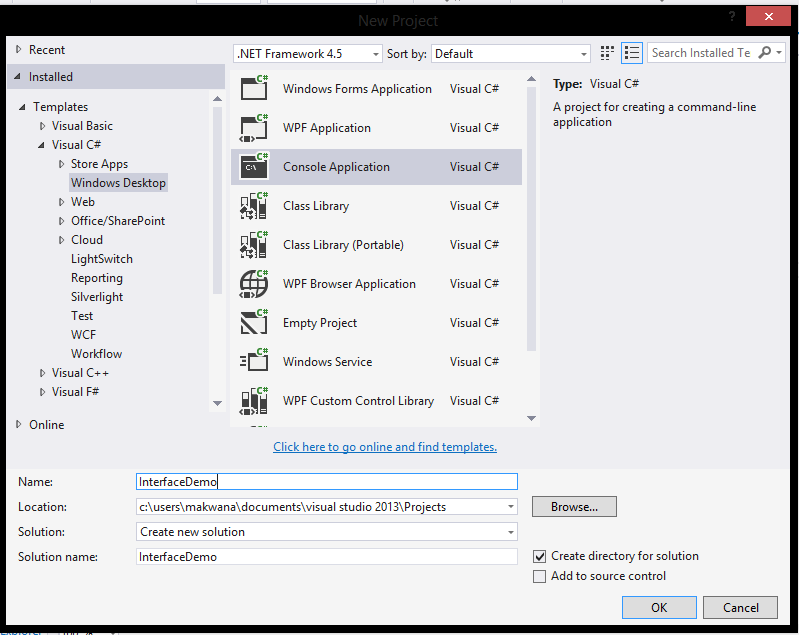 New Project
?
Recent
Installed
Templates
Visual Basic
Visual C#
Store Apps
Windows Desktop
Web
Office/SharePoint
Cloud
LightSwitch
Reporting
Silverlight
Test
WCF
Workflow
Visual C++
Visual F#
Online
.NET Framework 4.5 Sort by: Default
Search Installed Te
C# Windows Forms Application Visual C#
C# WPF Application Visual C#
C# C:\ Console Application Visual C#
C# Class Library Visual C#
C# Class Library (Portable) Visual C#
C# WPF Browser Application Visual C#
C# Empty Project Visual C#
C# Windows Service Visual C#
C# WPF Custom Control Library Visual C#
Click here to go online and find templates.
Type: Visual C#
A project for creating a command-line
application
Name: InterfaceDemo
Location: c:\users\makwana\documents\visual studio 2013\Projects Browse...
Solution: Create new solution
Solution name: InterfaceDemo
Create directory for solution
Add to source control
OK Cancel